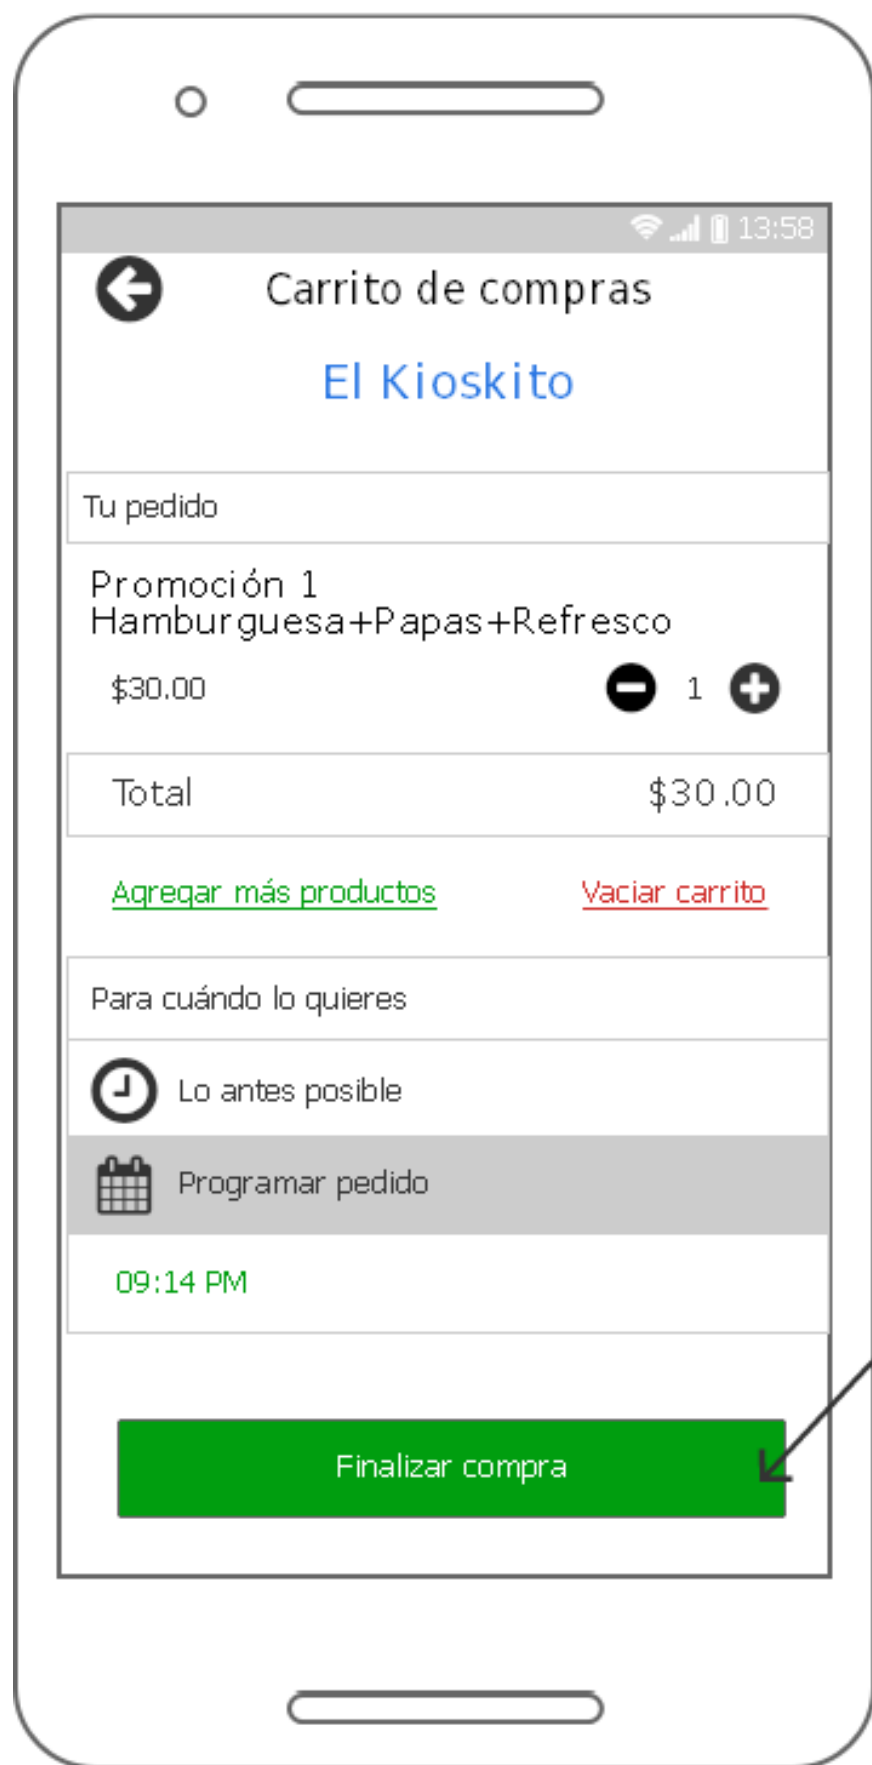 13:58
Carrito de compras
El Kioskito
Tu pedido
Promoción 1
Hamburguesa+Papas+Refresco
$30.00 1
Total $30.00
Agregar más productos Vaciar carrito
Para cuándo lo quieres
Lo antes posible
Programar pedido
09:14 PM
Finalizar compra